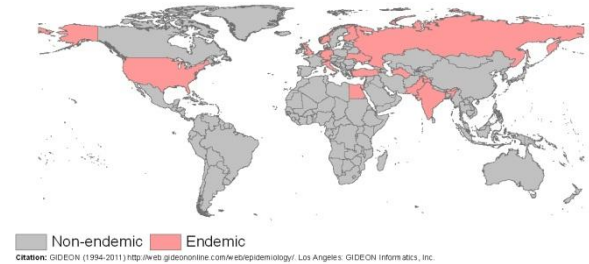 Non-endemic Endemic
Citation: GIDEON (1994-2011) http://web.gideononline.com/web/epidemiology/. Los Angeles: GIDEON Informatics, Inc.